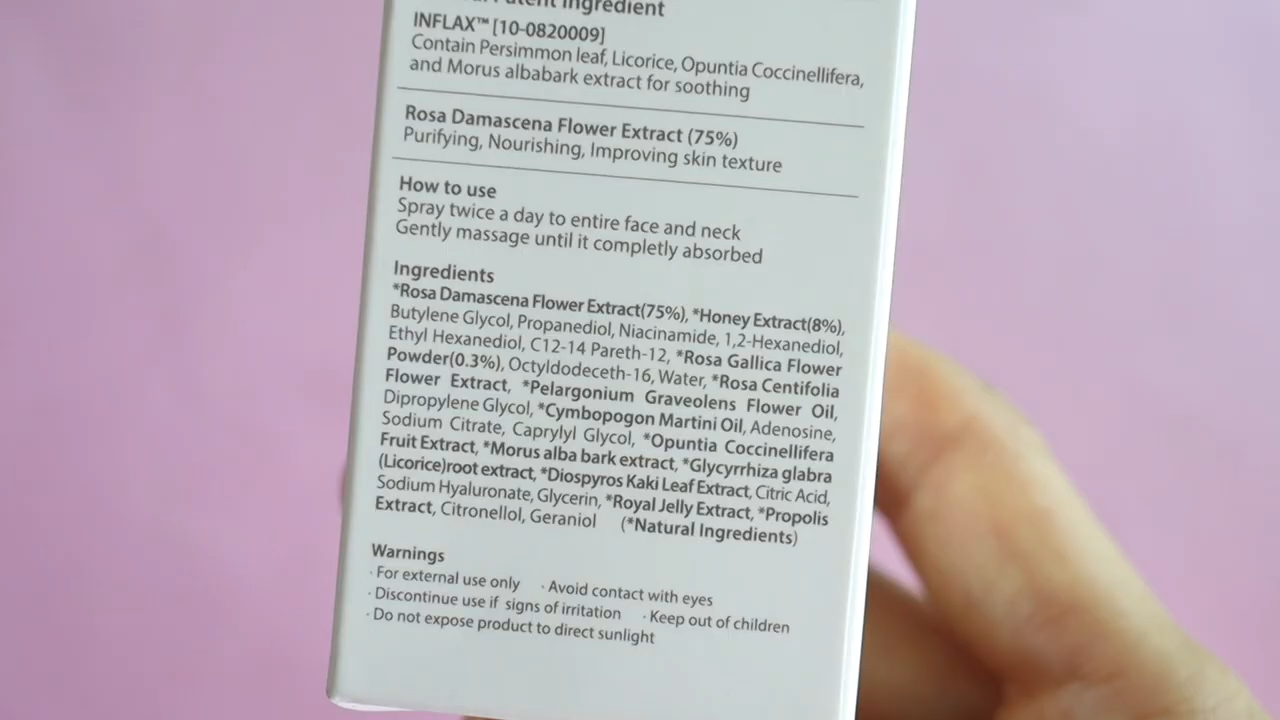 Patent Ingredient
INFLAX™ [10-0820009]
Contain Persimmon leaf, Licorice, Opuntia Coccinellifera,
and Morus albabark extract for soothing
Rosa Damascena Flower Extract (75%)
Purifying, Nourishing, Improving skin texture
How to use
Spray twice a day to entire face and neck
Gently massage until it completly absorbed
Ingredients
*Rosa Damascena Flower Extract(75%), *Honey Extract(8%),
Butylene Glycol, Propanediol, Niacinamide, 1,2-Hexanediol,
Ethyl Hexanediol, C12-14 Pareth-12, *Rosa Gallica Flower
Powder(0.3%), Octyldodeceth-16, Water, *Rosa Centifolia
Flower Extract, *Pelargonium Graveolens Flower Oil,
Dipropylene Glycol, *Cymbopogon Martini Oil, Adenosine,
Sodium Citrate, Caprylyl Glycol, *Opuntia Coccinellifera
Fruit Extract, *Morus alba bark extract, *Glycyrrhiza glabra
(Licorice)root extract, *Diospyros Kaki Leaf Extract, Citric Acid,
Sodium Hyaluronate, Glycerin, *Royal Jelly Extract, *Propolis
Extract, Citronellol, Geraniol (*Natural Ingredients)
Warnings
· For external use only · Avoid contact with eyes
· Discontinue use if signs of irritation · Keep out of children
· Do not expose product to direct sunlight